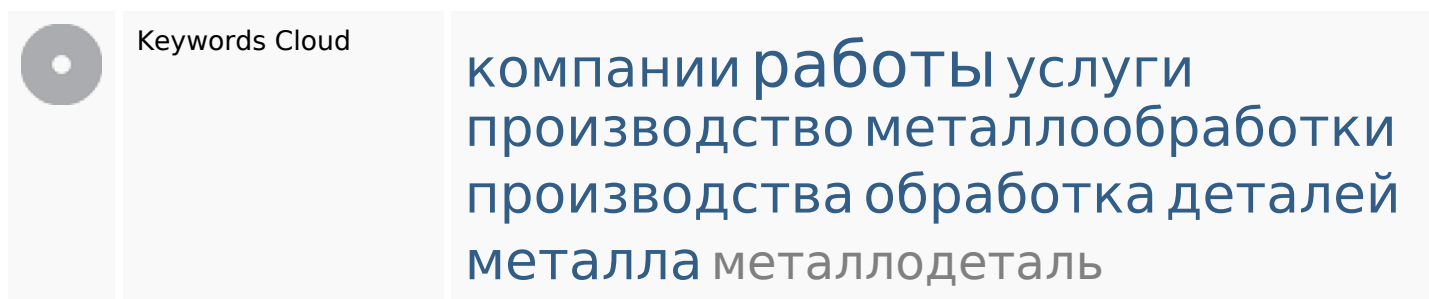 Keywords Cloud
компании работы услуги
производство металлообработки
производства обработка деталей
металла металлодеталь